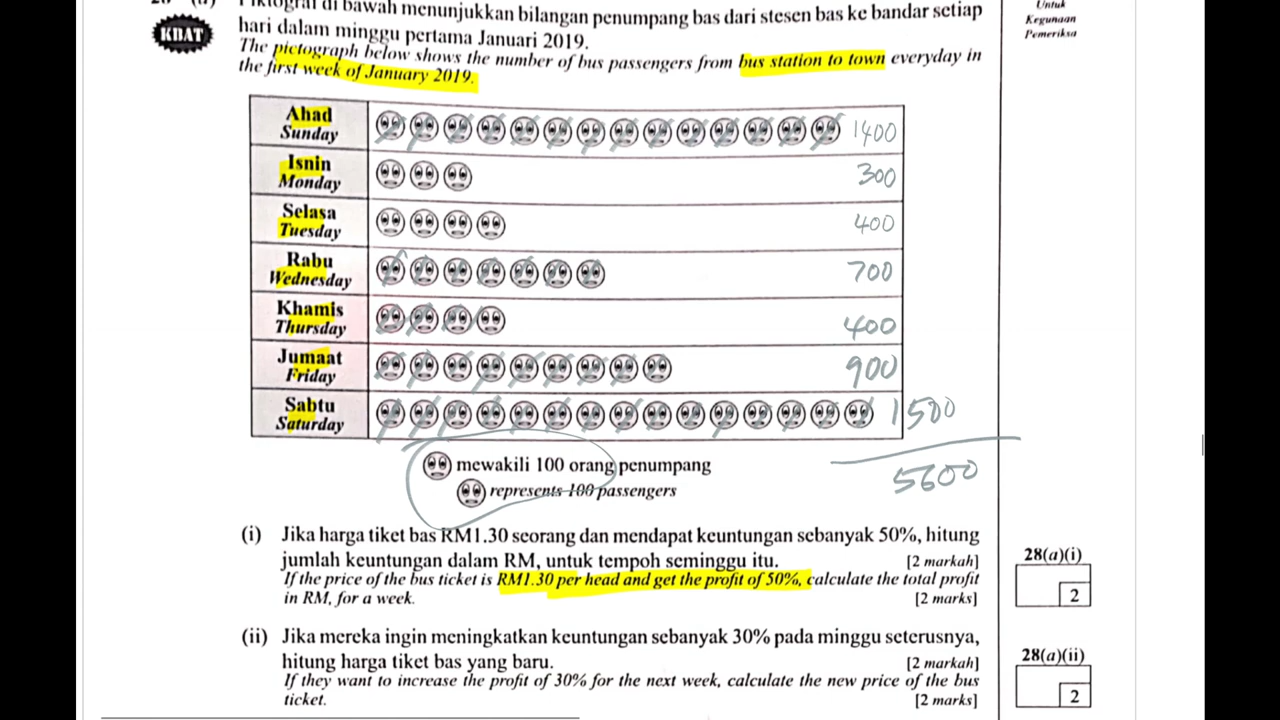 di bawah menunjukkan bilangan penumpang bas dari stesen bas ke bandar setiap
hari dalam minggu pertama Januari 2019.
The pictograph below shows the number of bus passengers from bus station to town everyday in
the first week of January 2019.
KBAT
Untuk
Kegunaan
Pemeriksa
Ahad
Sunday
1400
Isnin
Monday
300
Selasa
Tuesday
400
Rabu
Wednesday
700
Khamis
Thursday
400
Jumaat
Friday
900
Sabtu
Saturday
1500
5600
mewakili 100 orang penumpang
represents 100 passengers
(i) Jika harga tiket bas RM1.30 seorang dan mendapat keuntungan sebanyak 50%, hitung
jumlah keuntungan dalam RM, untuk tempoh seminggu itu. [2 markah]
If the price of the bus ticket is RM1.30 per head and get the profit of 50%, calculate the total profit
in RM, for a week. [2 marks]
28(a)(i)
2
(ii) Jika mereka ingin meningkatkan keuntungan sebanyak 30% pada minggu seterusnya,
hitung harga tiket bas yang baru. [2 markah]
If they want to increase the profit of 30% for the next week, calculate the new price of the bus
ticket. [2 marks]
28(a)(ii)
2